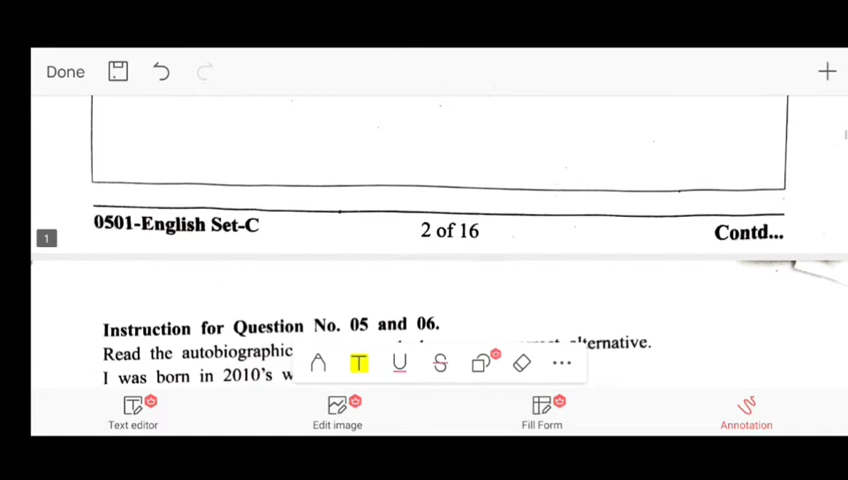 Done
0501-English Set-C
2 of 16
Contd...
1
Instruction for Question No. 05 and 06.
Read the autobiographic alternative.
I was born in 2010's w
T U S
Text editor
Edit image
Fill Form
Annotation